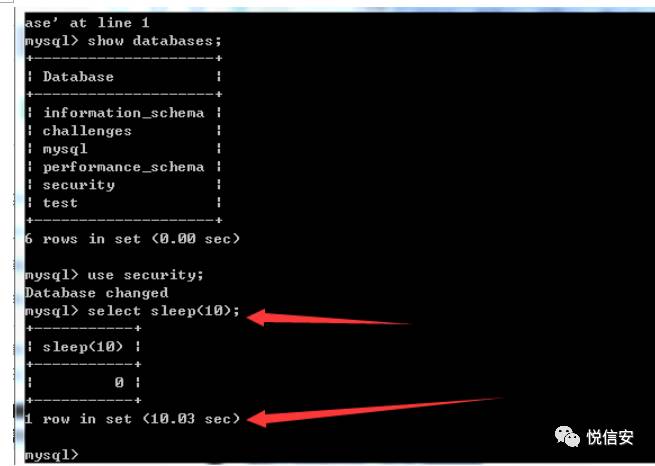 ase' at line 1
mysql> show databases;
+--------------------+
| Database           |
+--------------------+
| information_schema |
| challenges         |
| mysql              |
| performance_schema |
| security           |
| test               |
+--------------------+
6 rows in set (0.00 sec)
mysql> use security;
Database changed
mysql> select sleep(10);
+-----------+
| sleep(10) |
+-----------+
|         0 |
+-----------+
1 row in set (10.03 sec)
mysql>
悦信安